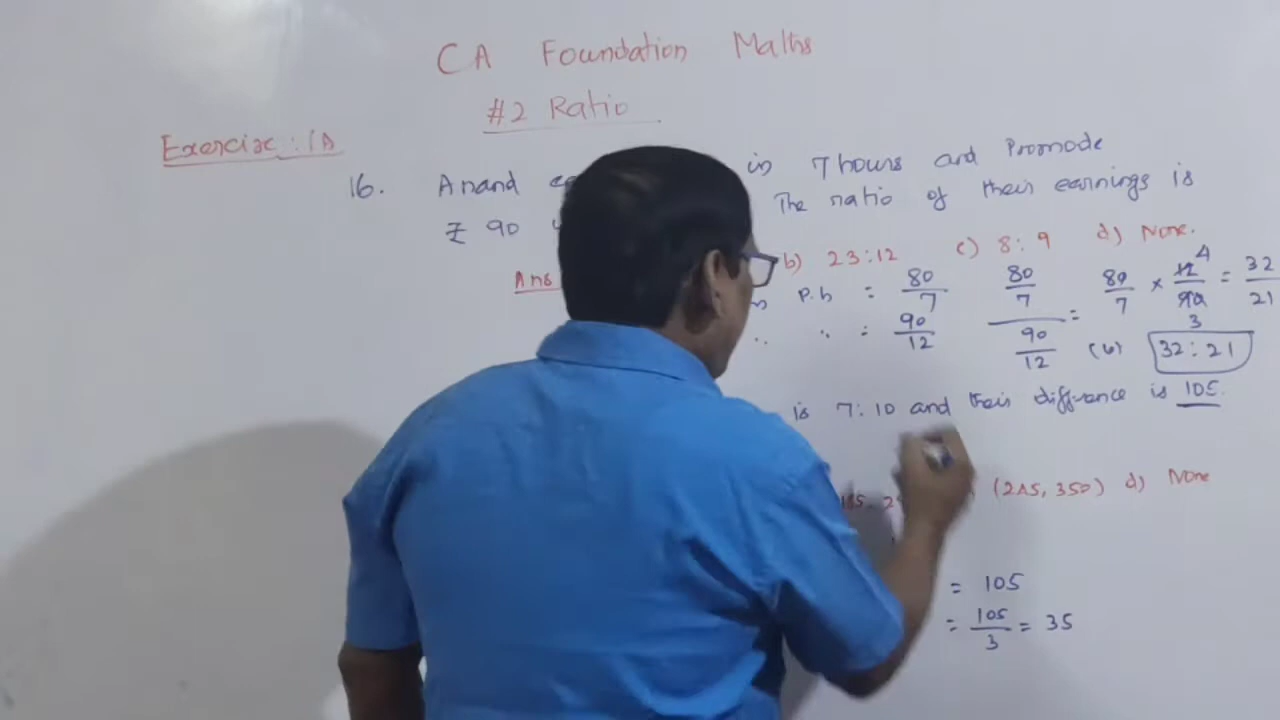 CA Foundation Maths
#2 Ratio
Exercise : 1A
16. Anand in 7 hours and Promode
₹ 90 The ratio of their earnings is
Ans b) 23:12 c) 8:9 d) None.
P.h = 80/7 80/7 / 90/12 = 80/7 × 12/90 4 3 = 32/21
= 90/12 (b) 32:21
is 7:10 and their difference is 105.
(245, 350) d) None
= 105
= 105/3 = 35